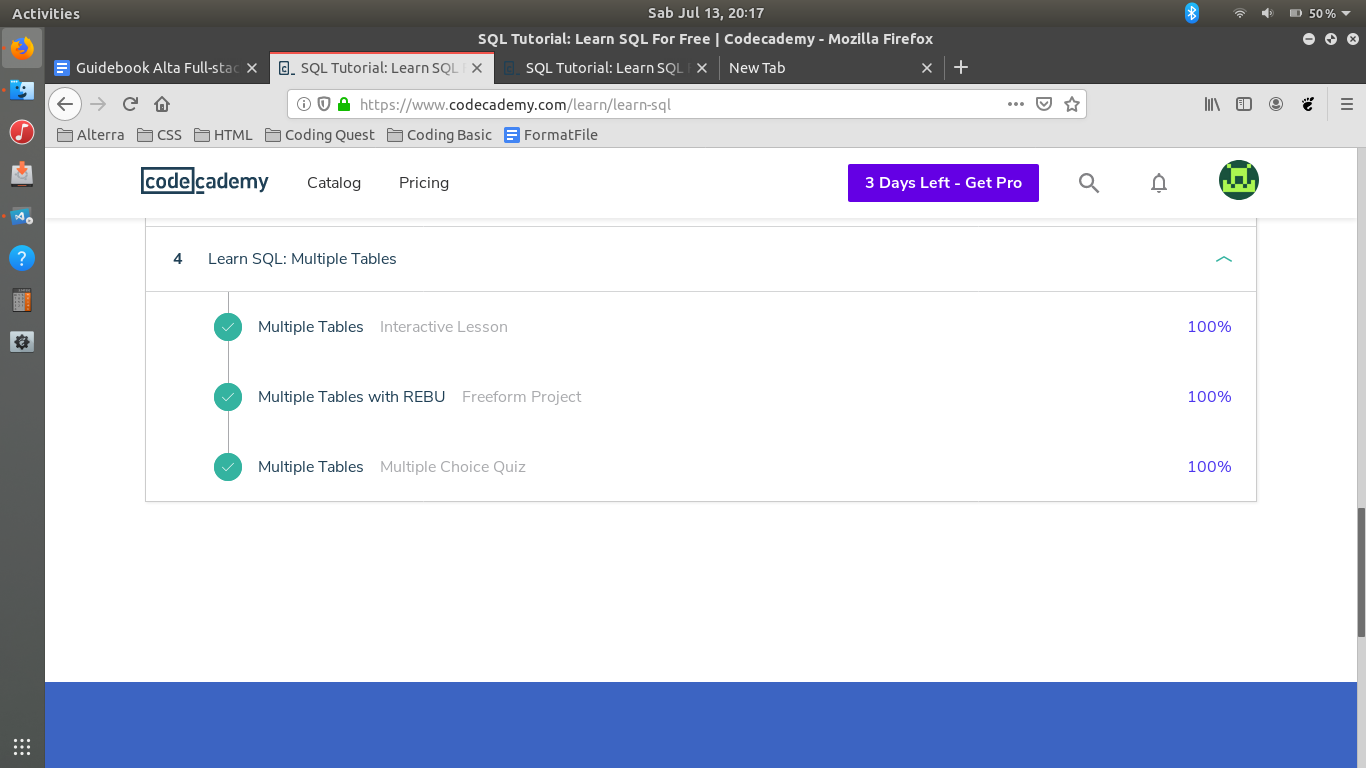 Activities
Sab Jul 13, 20:17
50 %
SQL Tutorial: Learn SQL For Free | Codecademy - Mozilla Firefox
Guidebook Alta Full-stac
SQL Tutorial: Learn SQL
SQL Tutorial: Learn SQL
New Tab
https://www.codecademy.com/learn/learn-sql
Alterra CSS HTML Coding Quest Coding Basic FormatFile
codecademy
Catalog
Pricing
3 Days Left - Get Pro
4 Learn SQL: Multiple Tables
Multiple Tables Interactive Lesson 100%
Multiple Tables with REBU Freeform Project 100%
Multiple Tables Multiple Choice Quiz 100%